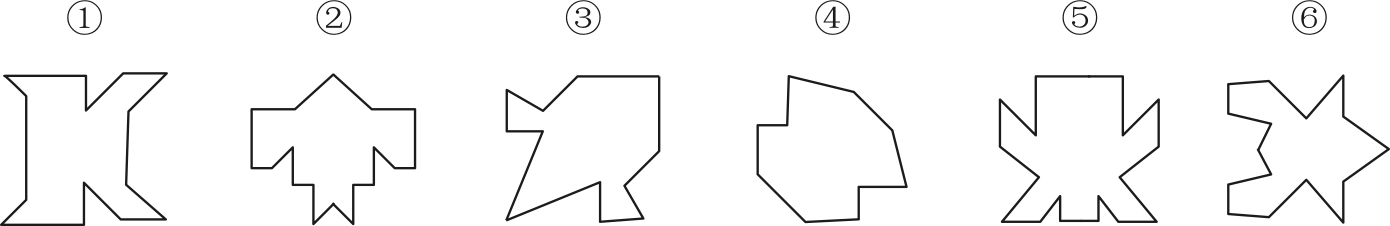 ① ② ③ ④ ⑤ ⑥